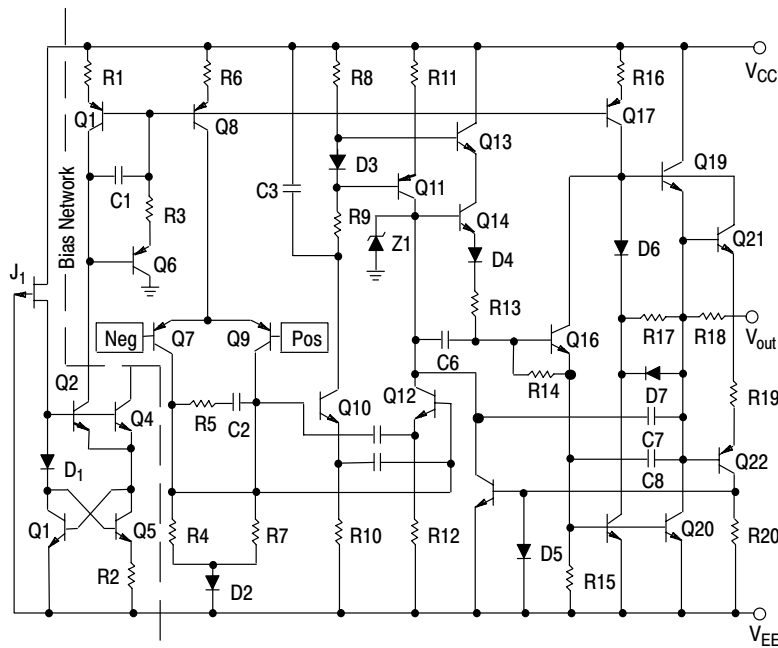 R1
R6
R8
R11
R16
VCC
Q1
Q8
Q17
Bias Network
C1
R3
C3
D3
Q11
Q13
Q19
Q6
R9
Z1
Q14
D4
D6
Q21
J1
Neg
Q7
Q9
Pos
R13
R17
R18
Vout
C6
Q16
Q2
Q4
R5
C2
Q10
Q12
R14
D7
R19
D1
C7
C8
Q22
Q1
Q5
R4
R7
R10
R12
D5
Q20
R20
R2
D2
R15
VEE